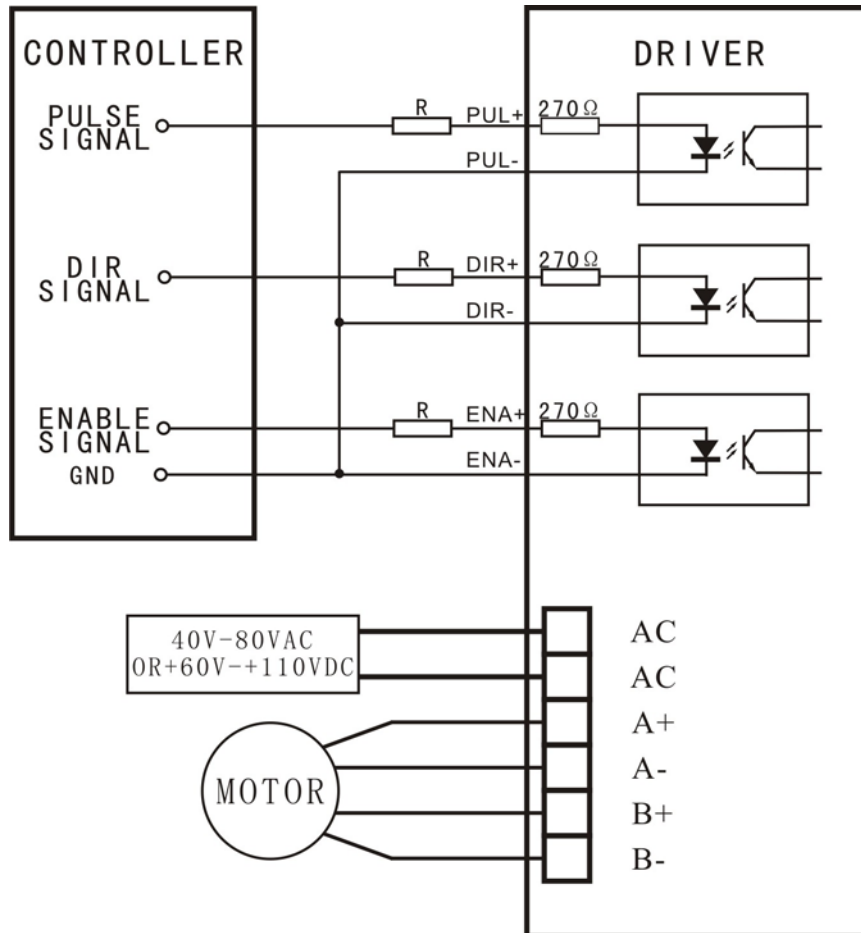 CONTROLLER
DRIVER
PULSE
SIGNAL
R
PUL+
270Ω
PUL-
DIR
SIGNAL
R
DIR+
270Ω
DIR-
ENABLE
SIGNAL
R
ENA+
270Ω
ENA-
GND
40V-80VAC
OR+60V-+110VDC
AC
AC
A+
A-
MOTOR
B+
B-